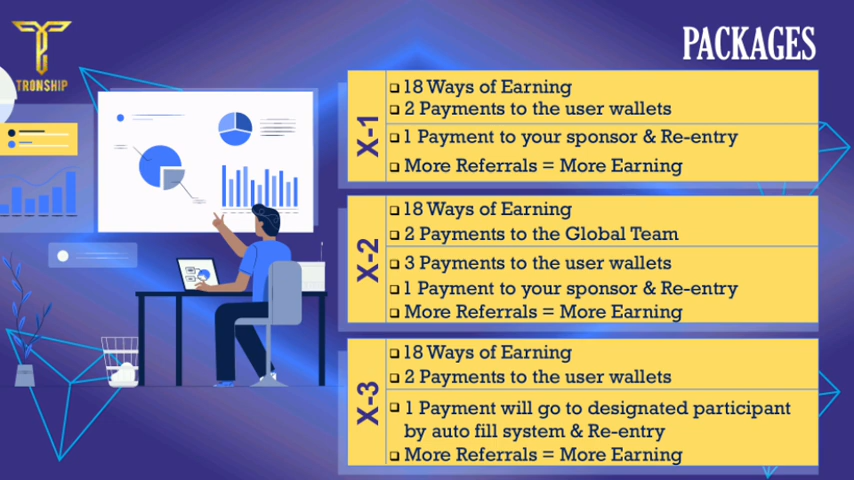 TRONSHIP
PACKAGES
X-1
18 Ways of Earning
2 Payments to the user wallets
1 Payment to your sponsor & Re-entry
More Referrals = More Earning
X-2
18 Ways of Earning
2 Payments to the Global Team
3 Payments to the user wallets
1 Payment to your sponsor & Re-entry
More Referrals = More Earning
X-3
18 Ways of Earning
2 Payments to the user wallets
1 Payment will go to designated participant
by auto fill system & Re-entry
More Referrals = More Earning